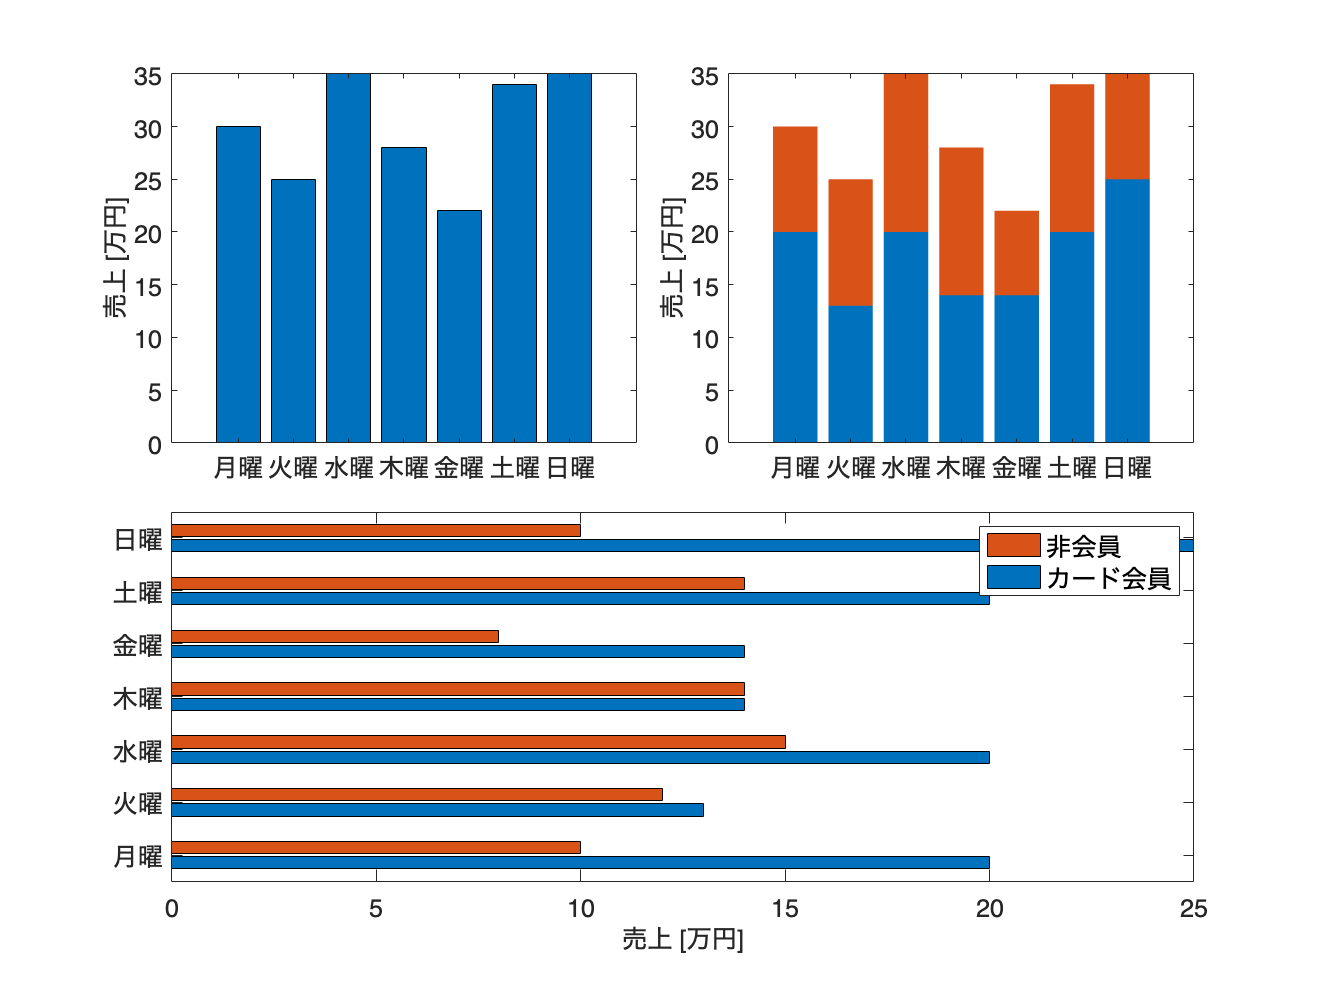 35
30
25
20
15
10
5
0
売上 [万円]
月曜 火曜 水曜 木曜 金曜 土曜 日曜
35
30
25
20
15
10
5
0
売上 [万円]
月曜 火曜 水曜 木曜 金曜 土曜 日曜
日曜
土曜
金曜
木曜
水曜
火曜
月曜
非会員
カード会員
0 5 10 15 20 25
売上 [万円]